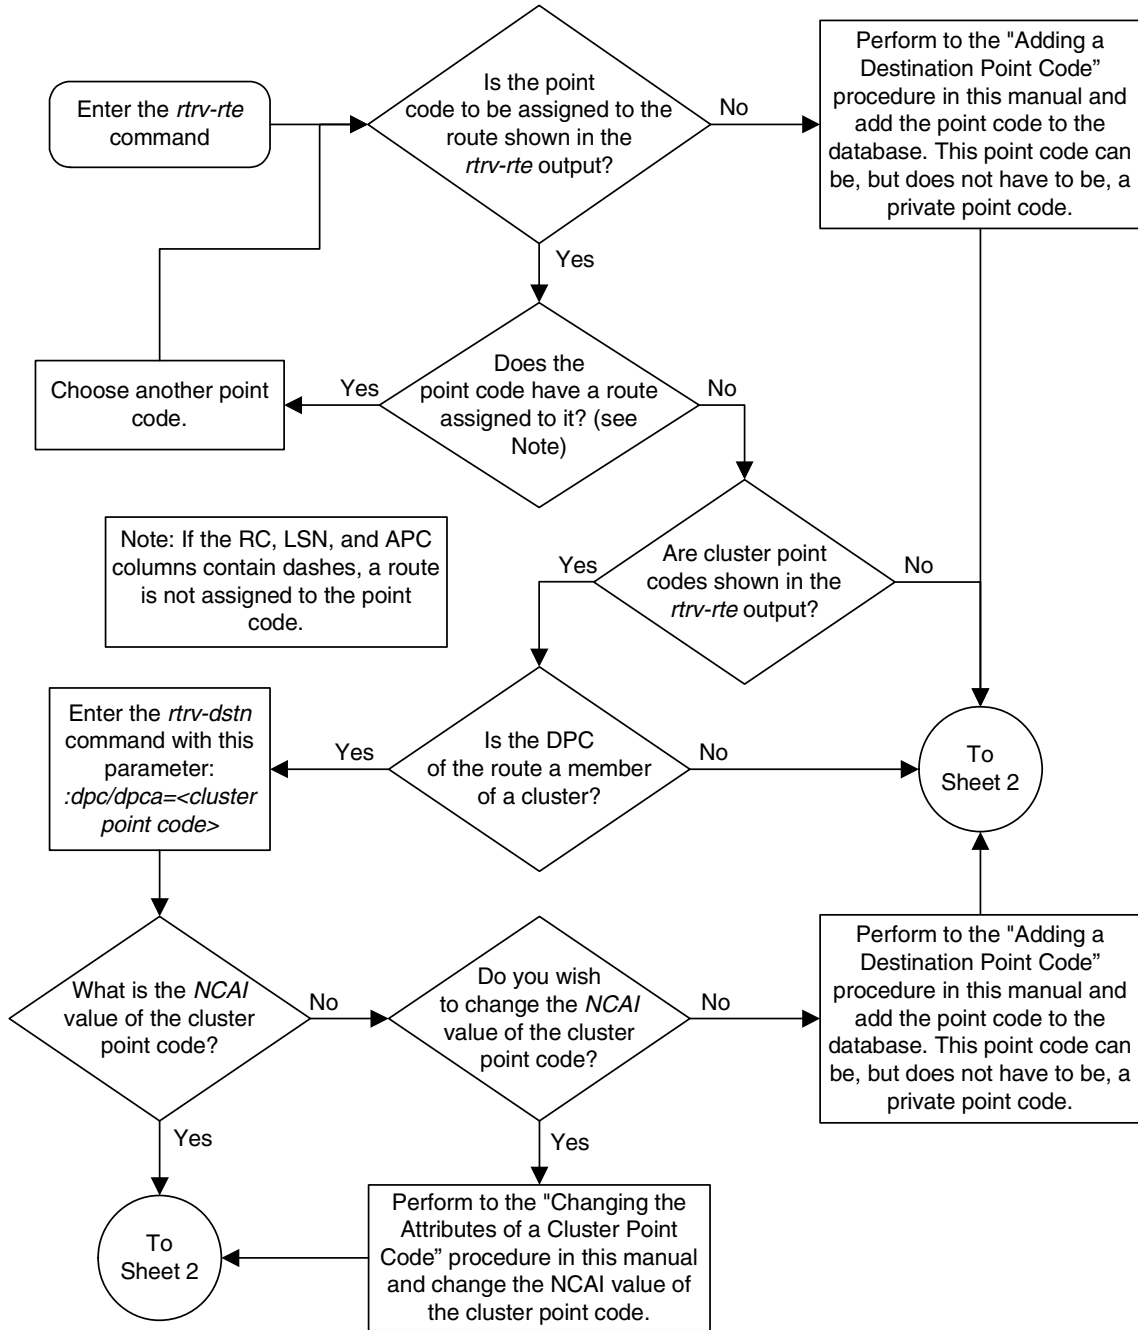 Enter the rtrv-rte
command
Is the point
code to be assigned to the
route shown in the
rtrv-rte output?
No
Perform to the "Adding a
Destination Point Code”
procedure in this manual and
add the point code to the
database. This point code can
be, but does not have to be, a
private point code.
Yes
Does the
point code have a route
assigned to it? (see
Note)
Yes
No
Choose another point
code.
Note: If the RC, LSN, and APC
columns contain dashes, a route
is not assigned to the point
code.
Are cluster point
codes shown in the
rtrv-rte output?
Yes
No
Enter the rtrv-dstn
command with this
parameter:
:dpc/dpca=<cluster
point code>
Yes
Is the DPC
of the route a member
of a cluster?
No
To
Sheet 2
What is the NCAI
value of the cluster
point code?
No
Do you wish
to change the NCAI
value of the cluster
point code?
No
Perform to the "Adding a
Destination Point Code”
procedure in this manual and
add the point code to the
database. This point code can
be, but does not have to be, a
private point code.
Yes
Yes
To
Sheet 2
Perform to the "Changing the
Attributes of a Cluster Point
Code” procedure in this manual
and change the NCAI value of
the cluster point code.